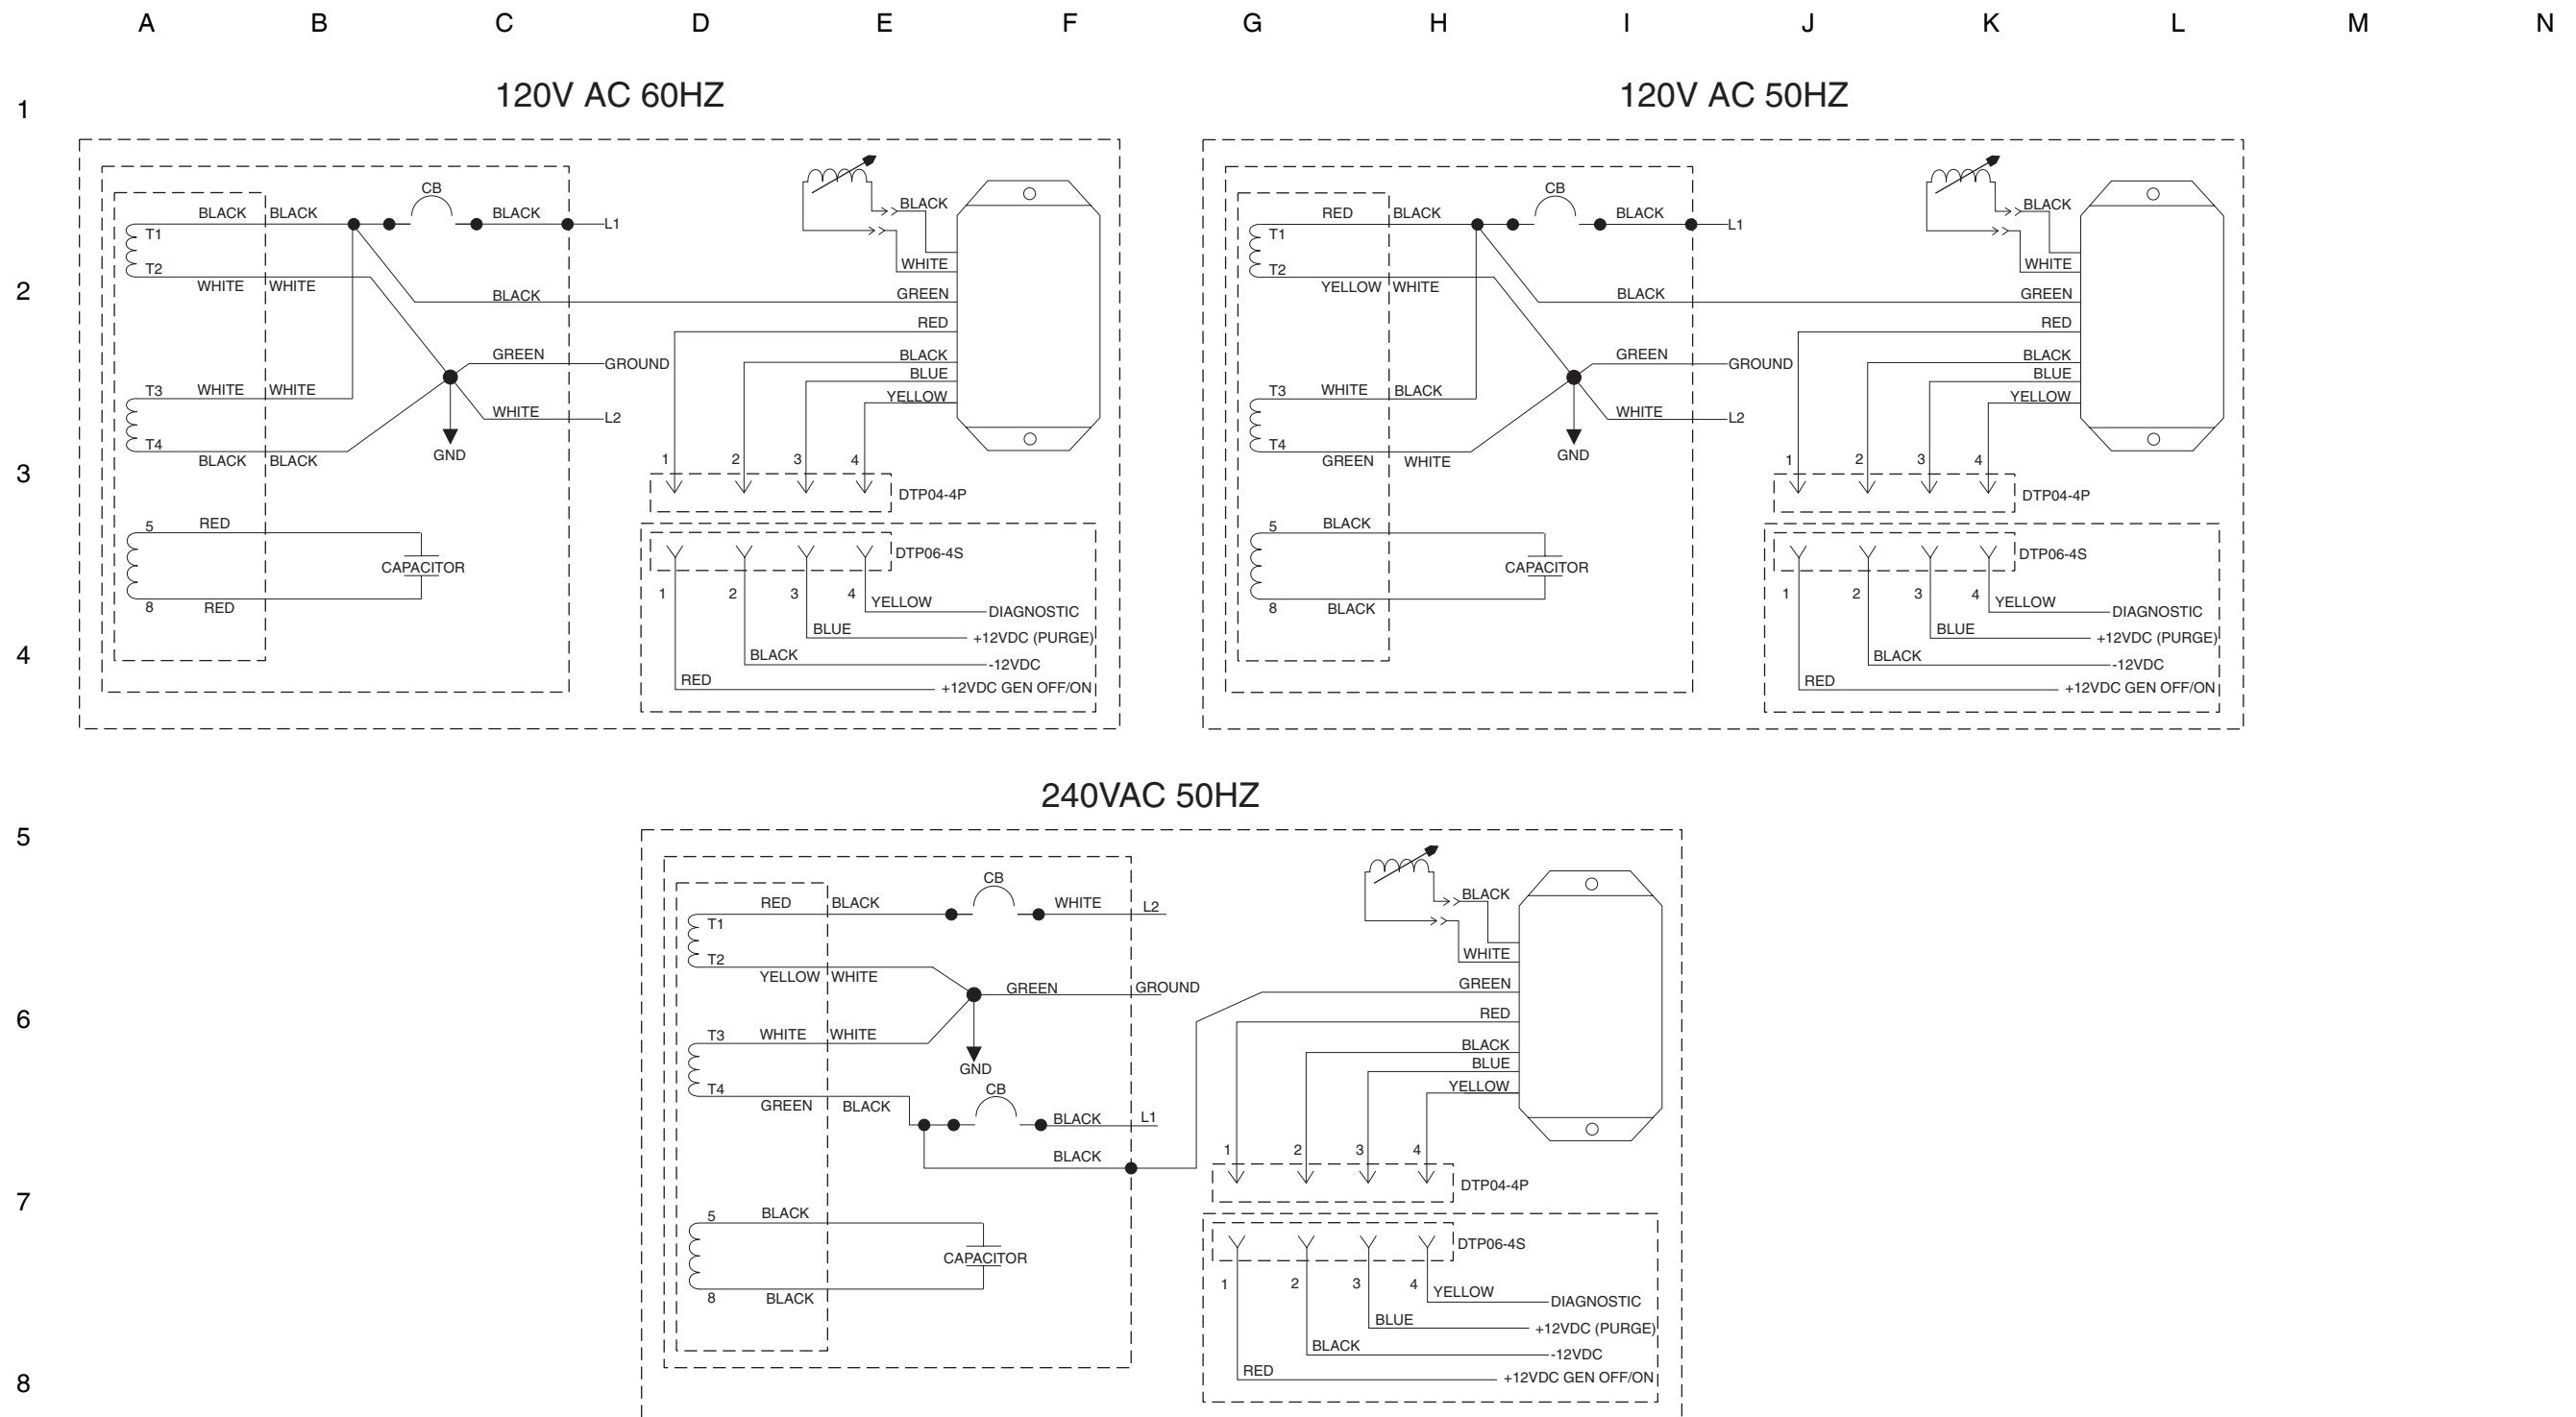 A B C D E F G H I J K L M N
1
2
3
4
5
6
7
8
120V AC 60HZ
CB
BLACK BLACK BLACK L1
T1
T2
WHITE WHITE
BLACK
GREEN GROUND
T3 WHITE WHITE
WHITE L2
T4
BLACK BLACK
GND
5 RED
CAPACITOR
8 RED
BLACK
WHITE
GREEN
RED
BLACK
BLUE
YELLOW
1 2 3 4
DTP04-4P
DTP06-4S
1 2 3 4
YELLOW DIAGNOSTIC
BLUE +12VDC (PURGE)
BLACK -12VDC
RED +12VDC GEN OFF/ON
120V AC 50HZ
CB
RED BLACK BLACK L1
T1
T2
YELLOW WHITE
BLACK
GREEN GROUND
T3 WHITE BLACK
WHITE L2
T4
GREEN WHITE
GND
5 BLACK
CAPACITOR
8 BLACK
BLACK
WHITE
GREEN
RED
BLACK
BLUE
YELLOW
1 2 3 4
DTP04-4P
DTP06-4S
1 2 3 4
YELLOW DIAGNOSTIC
BLUE +12VDC (PURGE)
BLACK -12VDC
RED +12VDC GEN OFF/ON
240VAC 50HZ
CB
RED BLACK WHITE L2
T1
T2
YELLOW WHITE
GREEN GROUND
T3 WHITE WHITE
GND
T4 CB
GREEN BLACK
BLACK L1
BLACK
5 BLACK
CAPACITOR
8 BLACK
BLACK
WHITE
GREEN
RED
BLACK
BLUE
YELLOW
1 2 3 4
DTP04-4P
DTP06-4S
1 2 3 4
YELLOW DIAGNOSTIC
BLUE +12VDC (PURGE)
BLACK -12VDC
RED +12VDC GEN OFF/ON